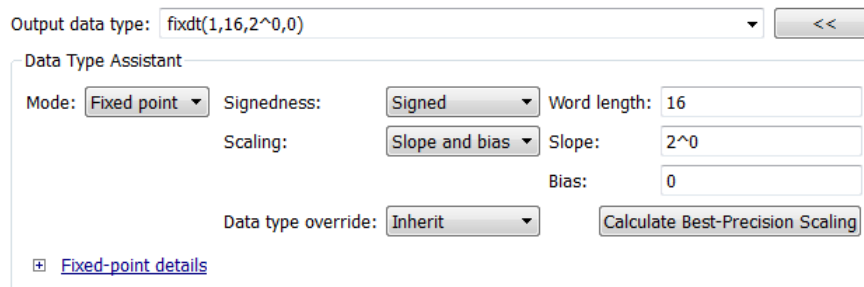 Output data type: fixdt(1,16,2^0,0) <<
Data Type Assistant
Mode: Fixed point Signedness: Signed Word length: 16
Scaling: Slope and bias Slope: 2^0
Bias: 0
Data type override: Inherit Calculate Best-Precision Scaling
Fixed-point details